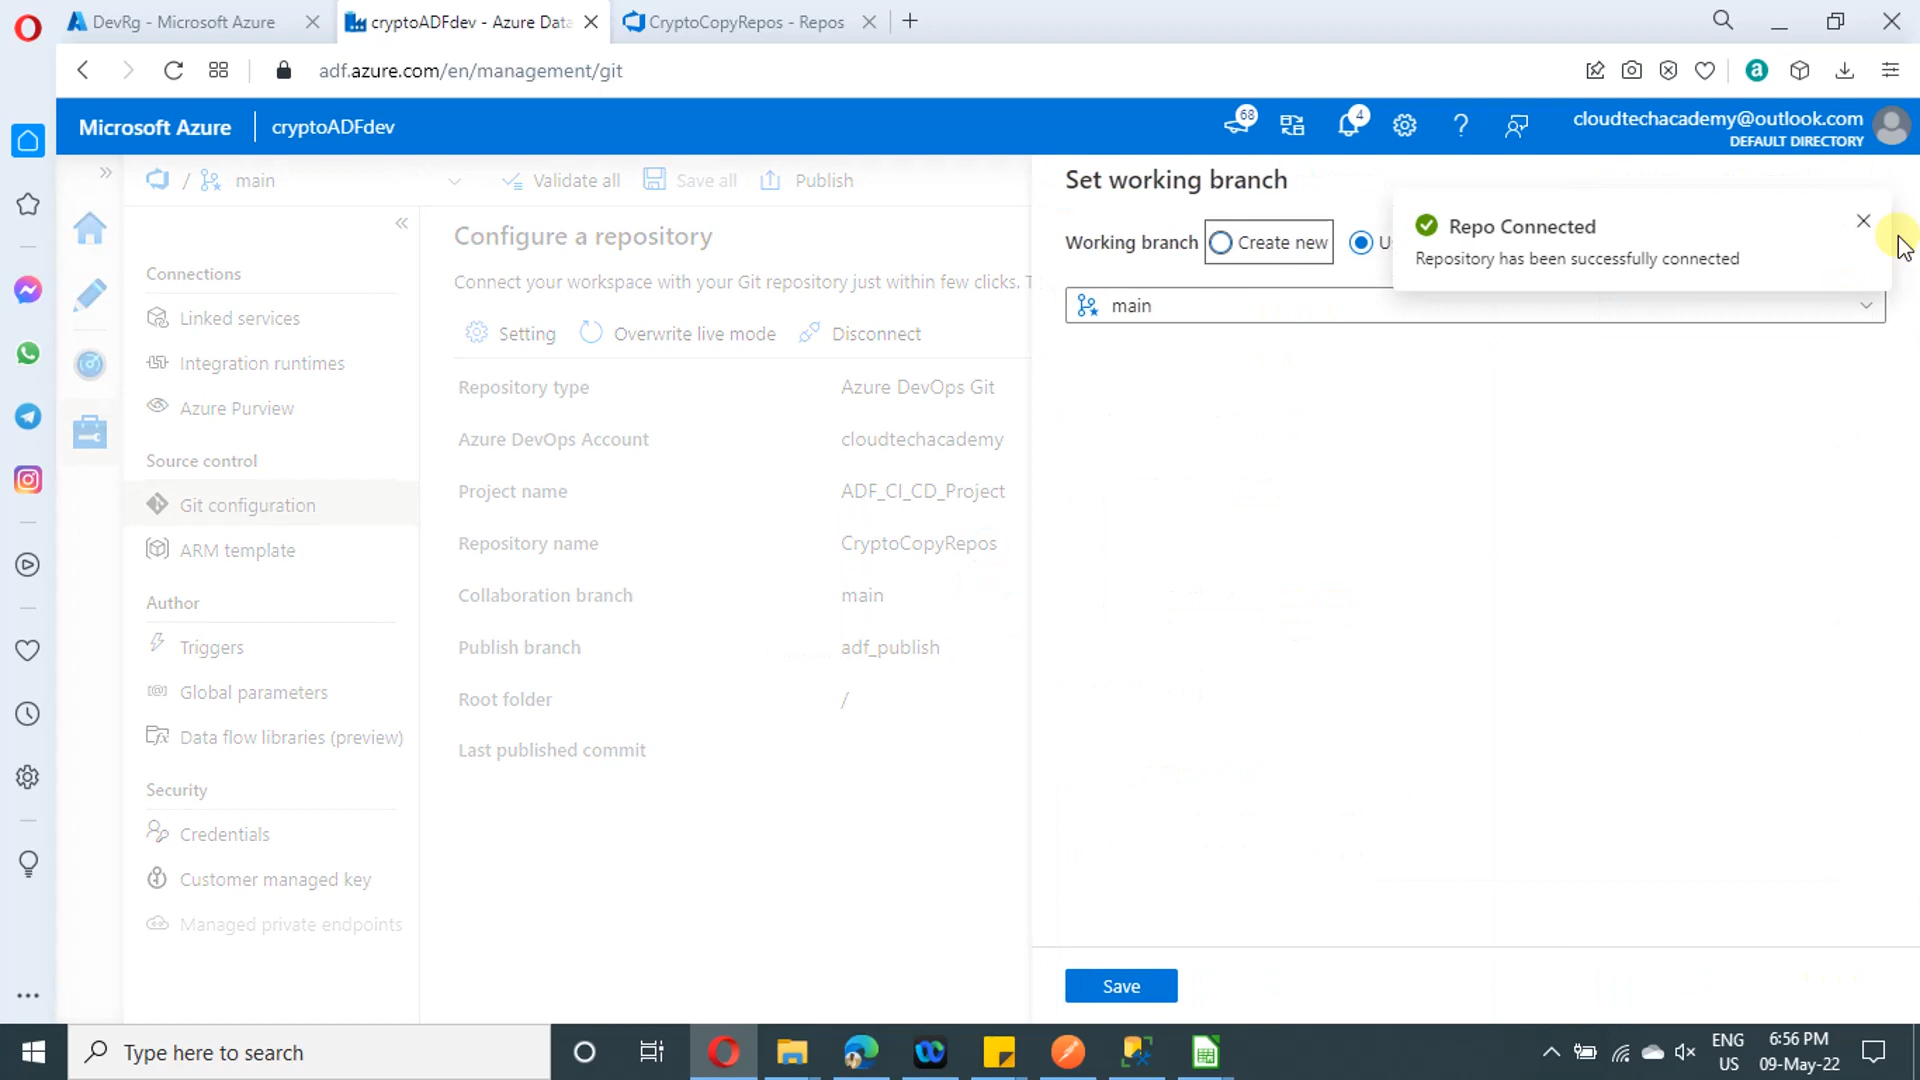 DevRg - Microsoft Azure
cryptoADFdev - Azure Data
CryptoCopyRepos - Repos
adf.azure.com/en/management/git
Microsoft Azure
cryptoADFdev
68
4
cloudtechacademy@outlook.com
DEFAULT DIRECTORY
/ main
Validate all
Save all
Publish
Set working branch
Working branch
Create new
U
Repo Connected
Repository has been successfully connected
main
Configure a repository
Connect your workspace with your Git repository just within few clicks. T
Setting
Overwrite live mode
Disconnect
Repository type
Azure DevOps Git
Azure DevOps Account
cloudtechacademy
Project name
ADF_CI_CD_Project
Repository name
CryptoCopyRepos
Collaboration branch
main
Publish branch
adf_publish
Root folder
/
Last published commit
Connections
Linked services
Integration runtimes
Azure Purview
Source control
Git configuration
ARM template
Author
Triggers
Global parameters
Data flow libraries (preview)
Security
Credentials
Customer managed key
Managed private endpoints
Save
Type here to search
ENG
US
6:56 PM
09-May-22